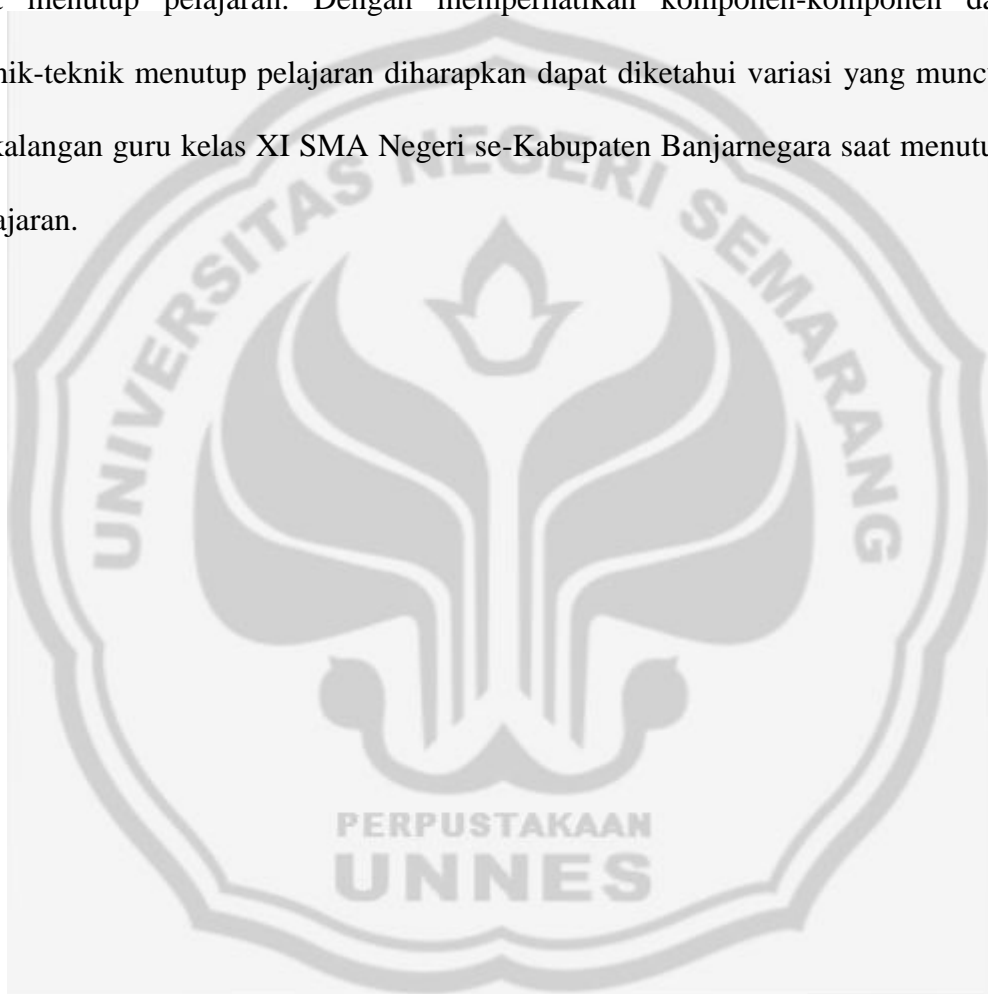 menutup pelajaran. Dengan memperhatikan komponen-komponen da
nik-teknik menutup pelajaran diharapkan dapat diketahui variasi yang munc
kalangan guru kelas XI SMA Negeri se-Kabupaten Banjarnegara saat menutu
ajaran.
UNIVERSITAS NEGERI SEMARANG
PERPUSTAKAAN
UNNES